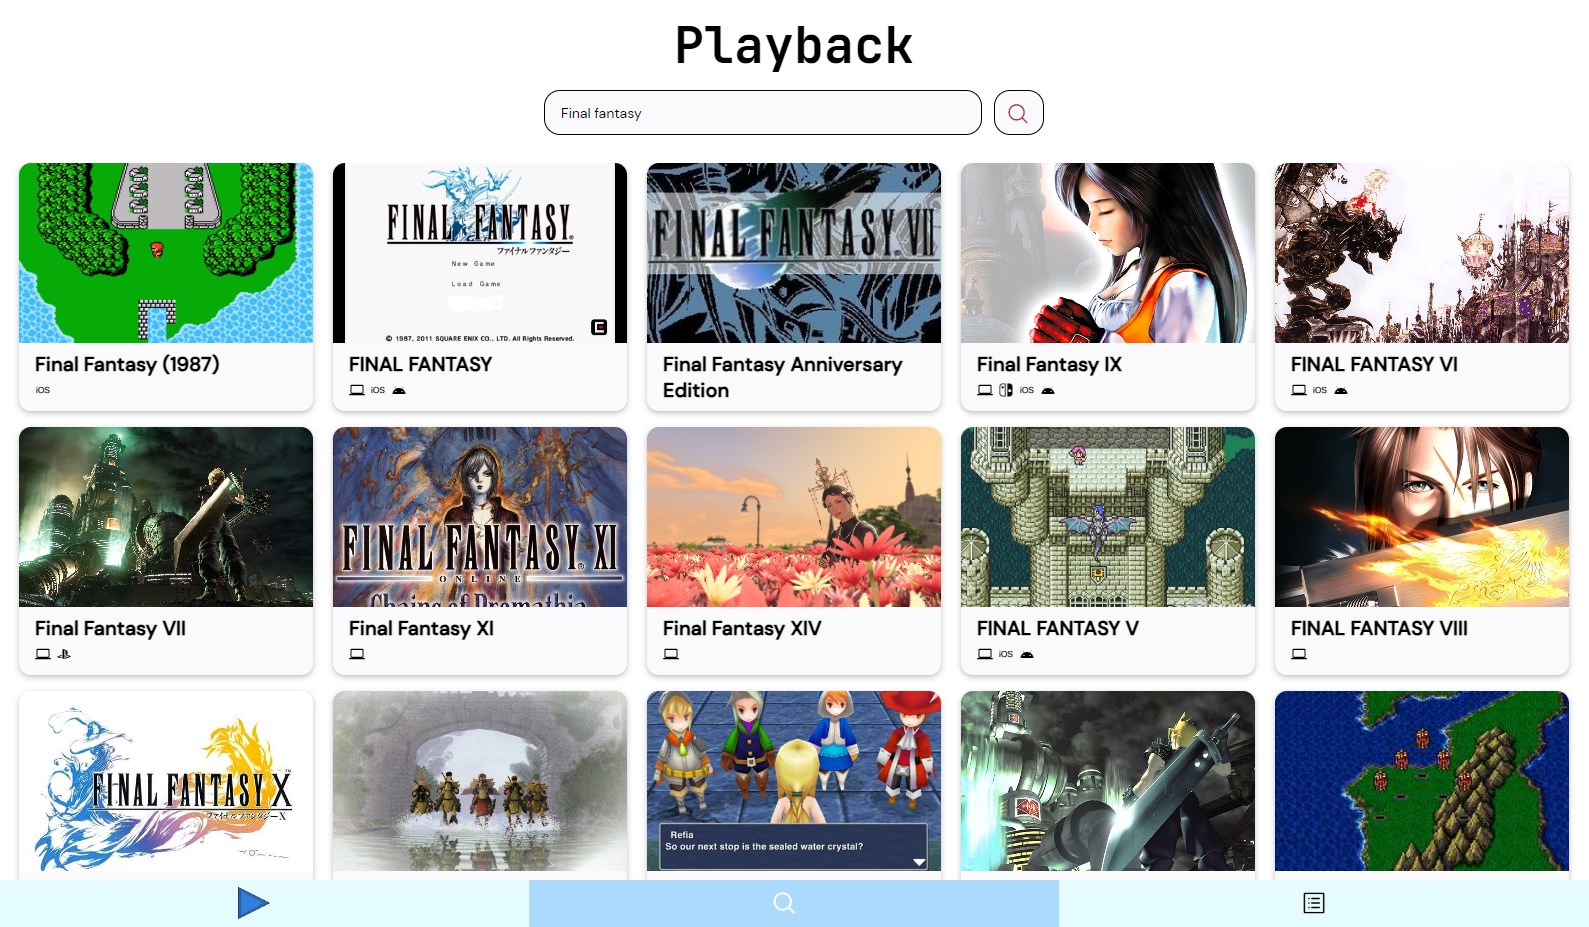 Playback
Final fantasy
FINAL FANTASY®
ファイナルファンタジー
New Game
Load Game
© 1987, 2011 SQUARE ENIX CO., LTD. All Rights Reserved.
FINAL FANTASY VII
Final Fantasy (1987)
iOS
FINAL FANTASY
iOS
Final Fantasy Anniversary
Edition
Final Fantasy IX
iOS
FINAL FANTASY VI
iOS
FINAL FANTASY® XI
ONLINE
Chains of Promathia
Final Fantasy VII
Final Fantasy XI
Final Fantasy XIV
FINAL FANTASY V
iOS
FINAL FANTASY VIII
FINAL FANTASY X™
ファイナルファンタジーX
Refia
So our next stop is the sealed water crystal?